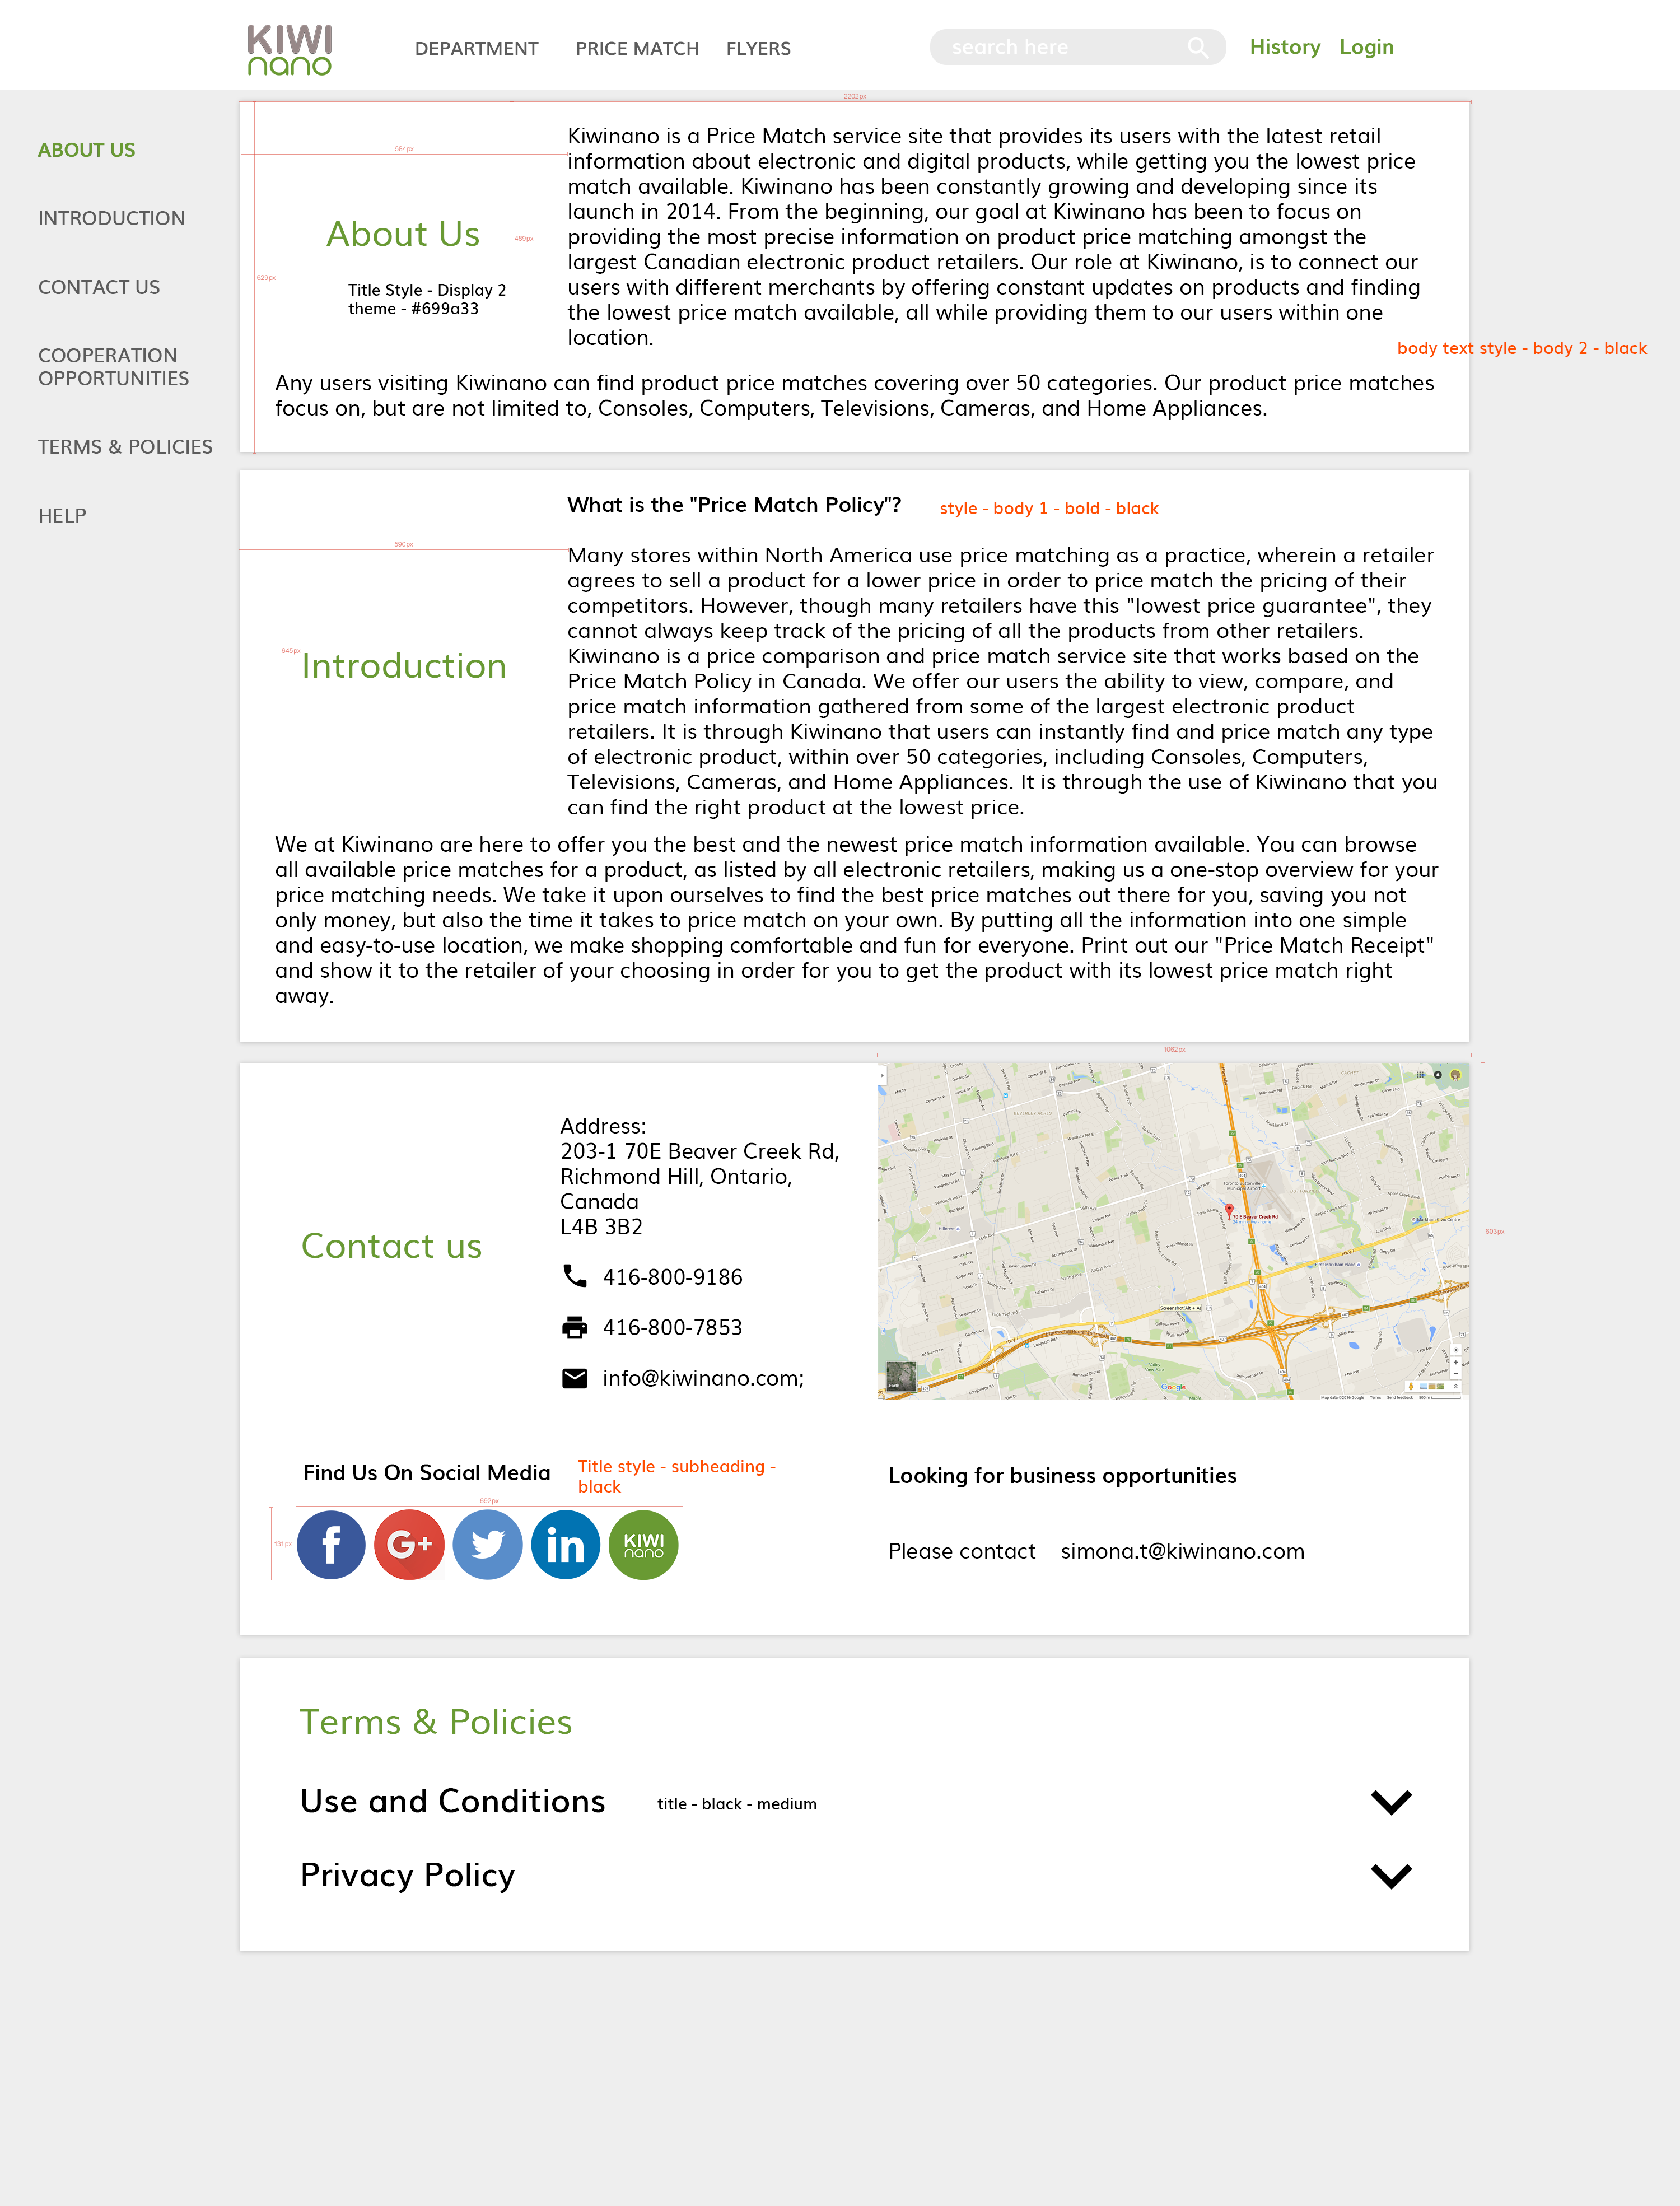 KIWI
nano
DEPARTMENT
PRICE MATCH
FLYERS
search here
History
Login
2202px
ABOUT US
INTRODUCTION
CONTACT US
COOPERATION
OPPORTUNITIES
TERMS & POLICIES
HELP
584px
489px
629px
About Us
Title Style - Display 2
theme - #699a33
Kiwinano is a Price Match service site that provides its users with the latest retail
information about electronic and digital products, while getting you the lowest price
match available. Kiwinano has been constantly growing and developing since its
launch in 2014. From the beginning, our goal at Kiwinano has been to focus on
providing the most precise information on product price matching amongst the
largest Canadian electronic product retailers. Our role at Kiwinano, is to connect our
users with different merchants by offering constant updates on products and finding
the lowest price match available, all while providing them to our users within one
location.
body text style - body 2 - black
Any users visiting Kiwinano can find product price matches covering over 50 categories. Our product price matches
focus on, but are not limited to, Consoles, Computers, Televisions, Cameras, and Home Appliances.
What is the "Price Match Policy"?
style - body 1 - bold - black
590px
645px
Introduction
Many stores within North America use price matching as a practice, wherein a retailer
agrees to sell a product for a lower price in order to price match the pricing of their
competitors. However, though many retailers have this "lowest price guarantee", they
cannot always keep track of the pricing of all the products from other retailers.
Kiwinano is a price comparison and price match service site that works based on the
Price Match Policy in Canada. We offer our users the ability to view, compare, and
price match information gathered from some of the largest electronic product
retailers. It is through Kiwinano that users can instantly find and price match any type
of electronic product, within over 50 categories, including Consoles, Computers,
Televisions, Cameras, and Home Appliances. It is through the use of Kiwinano that you
can find the right product at the lowest price.
We at Kiwinano are here to offer you the best and the newest price match information available. You can browse
all available price matches for a product, as listed by all electronic retailers, making us a one-stop overview for your
price matching needs. We take it upon ourselves to find the best price matches out there for you, saving you not
only money, but also the time it takes to price match on your own. By putting all the information into one simple
and easy-to-use location, we make shopping comfortable and fun for everyone. Print out our "Price Match Receipt"
and show it to the retailer of your choosing in order for you to get the product with its lowest price match right
away.
1062px
603px
Contact us
Address:
203-1 70E Beaver Creek Rd,
Richmond Hill, Ontario,
Canada
L4B 3B2
416-800-9186
416-800-7853
info@kiwinano.com;
BEVERLEY ACRES
CACHET
Toronto Buttonville
Municipal Airport
70 E Beaver Creek Rd
Hillcrest
First Markham Place
Screenshot(Alt + A)
Google
Find Us On Social Media
Title style - subheading -
black
692px
131px
f
G+
in
KIWI
nano
Looking for business opportunities
Please contact simona.t@kiwinano.com
Terms & Policies
Use and Conditions
title - black - medium
Privacy Policy